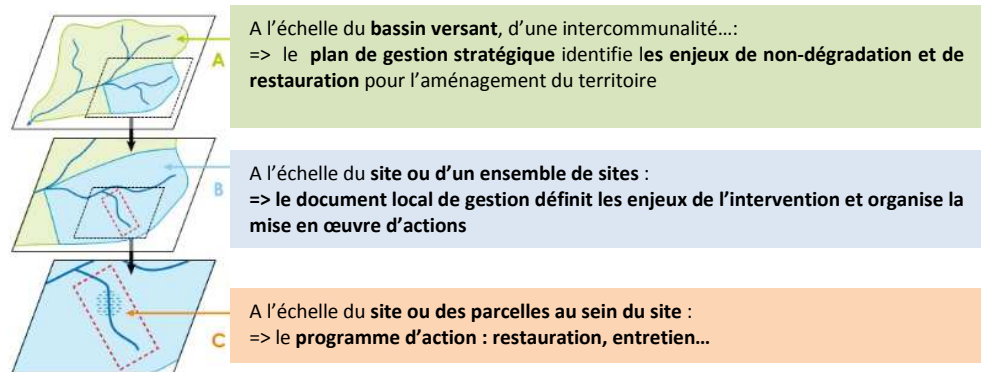 A l'échelle du bassin versant, d'une intercommunalité…:
=> le plan de gestion stratégique identifie les enjeux de non-dégradation et de
restauration pour l'aménagement du territoire
A
A l'échelle du site ou d'un ensemble de sites :
=> le document local de gestion définit les enjeux de l'intervention et organise la
mise en œuvre d'actions
B
A l'échelle du site ou des parcelles au sein du site :
=> le programme d'action : restauration, entretien…
C